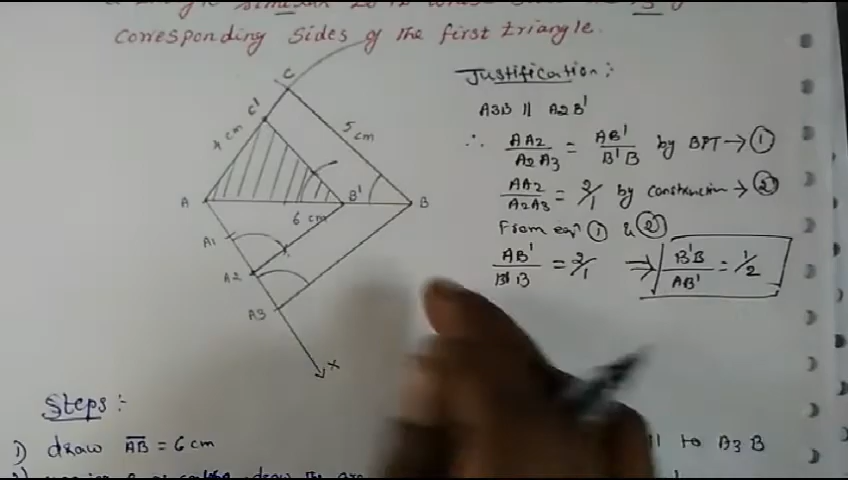 corresponding sides of the first triangle.
C
C'
4 cm
5 cm
A
B'
B
6 cm
A1
A2
A3
X
Justification:
A3B || A2B'
∴ AA2/A2A3 = AB'/B'B by BPT → ①
AA2/A2A3 = 2/1 by construction → ②
From eqn ① & ②
AB'/B'B = 2/1 ⇒ B'B/AB' = 1/2
Steps :-
1) draw AB = 6 cm
|| to A3 B